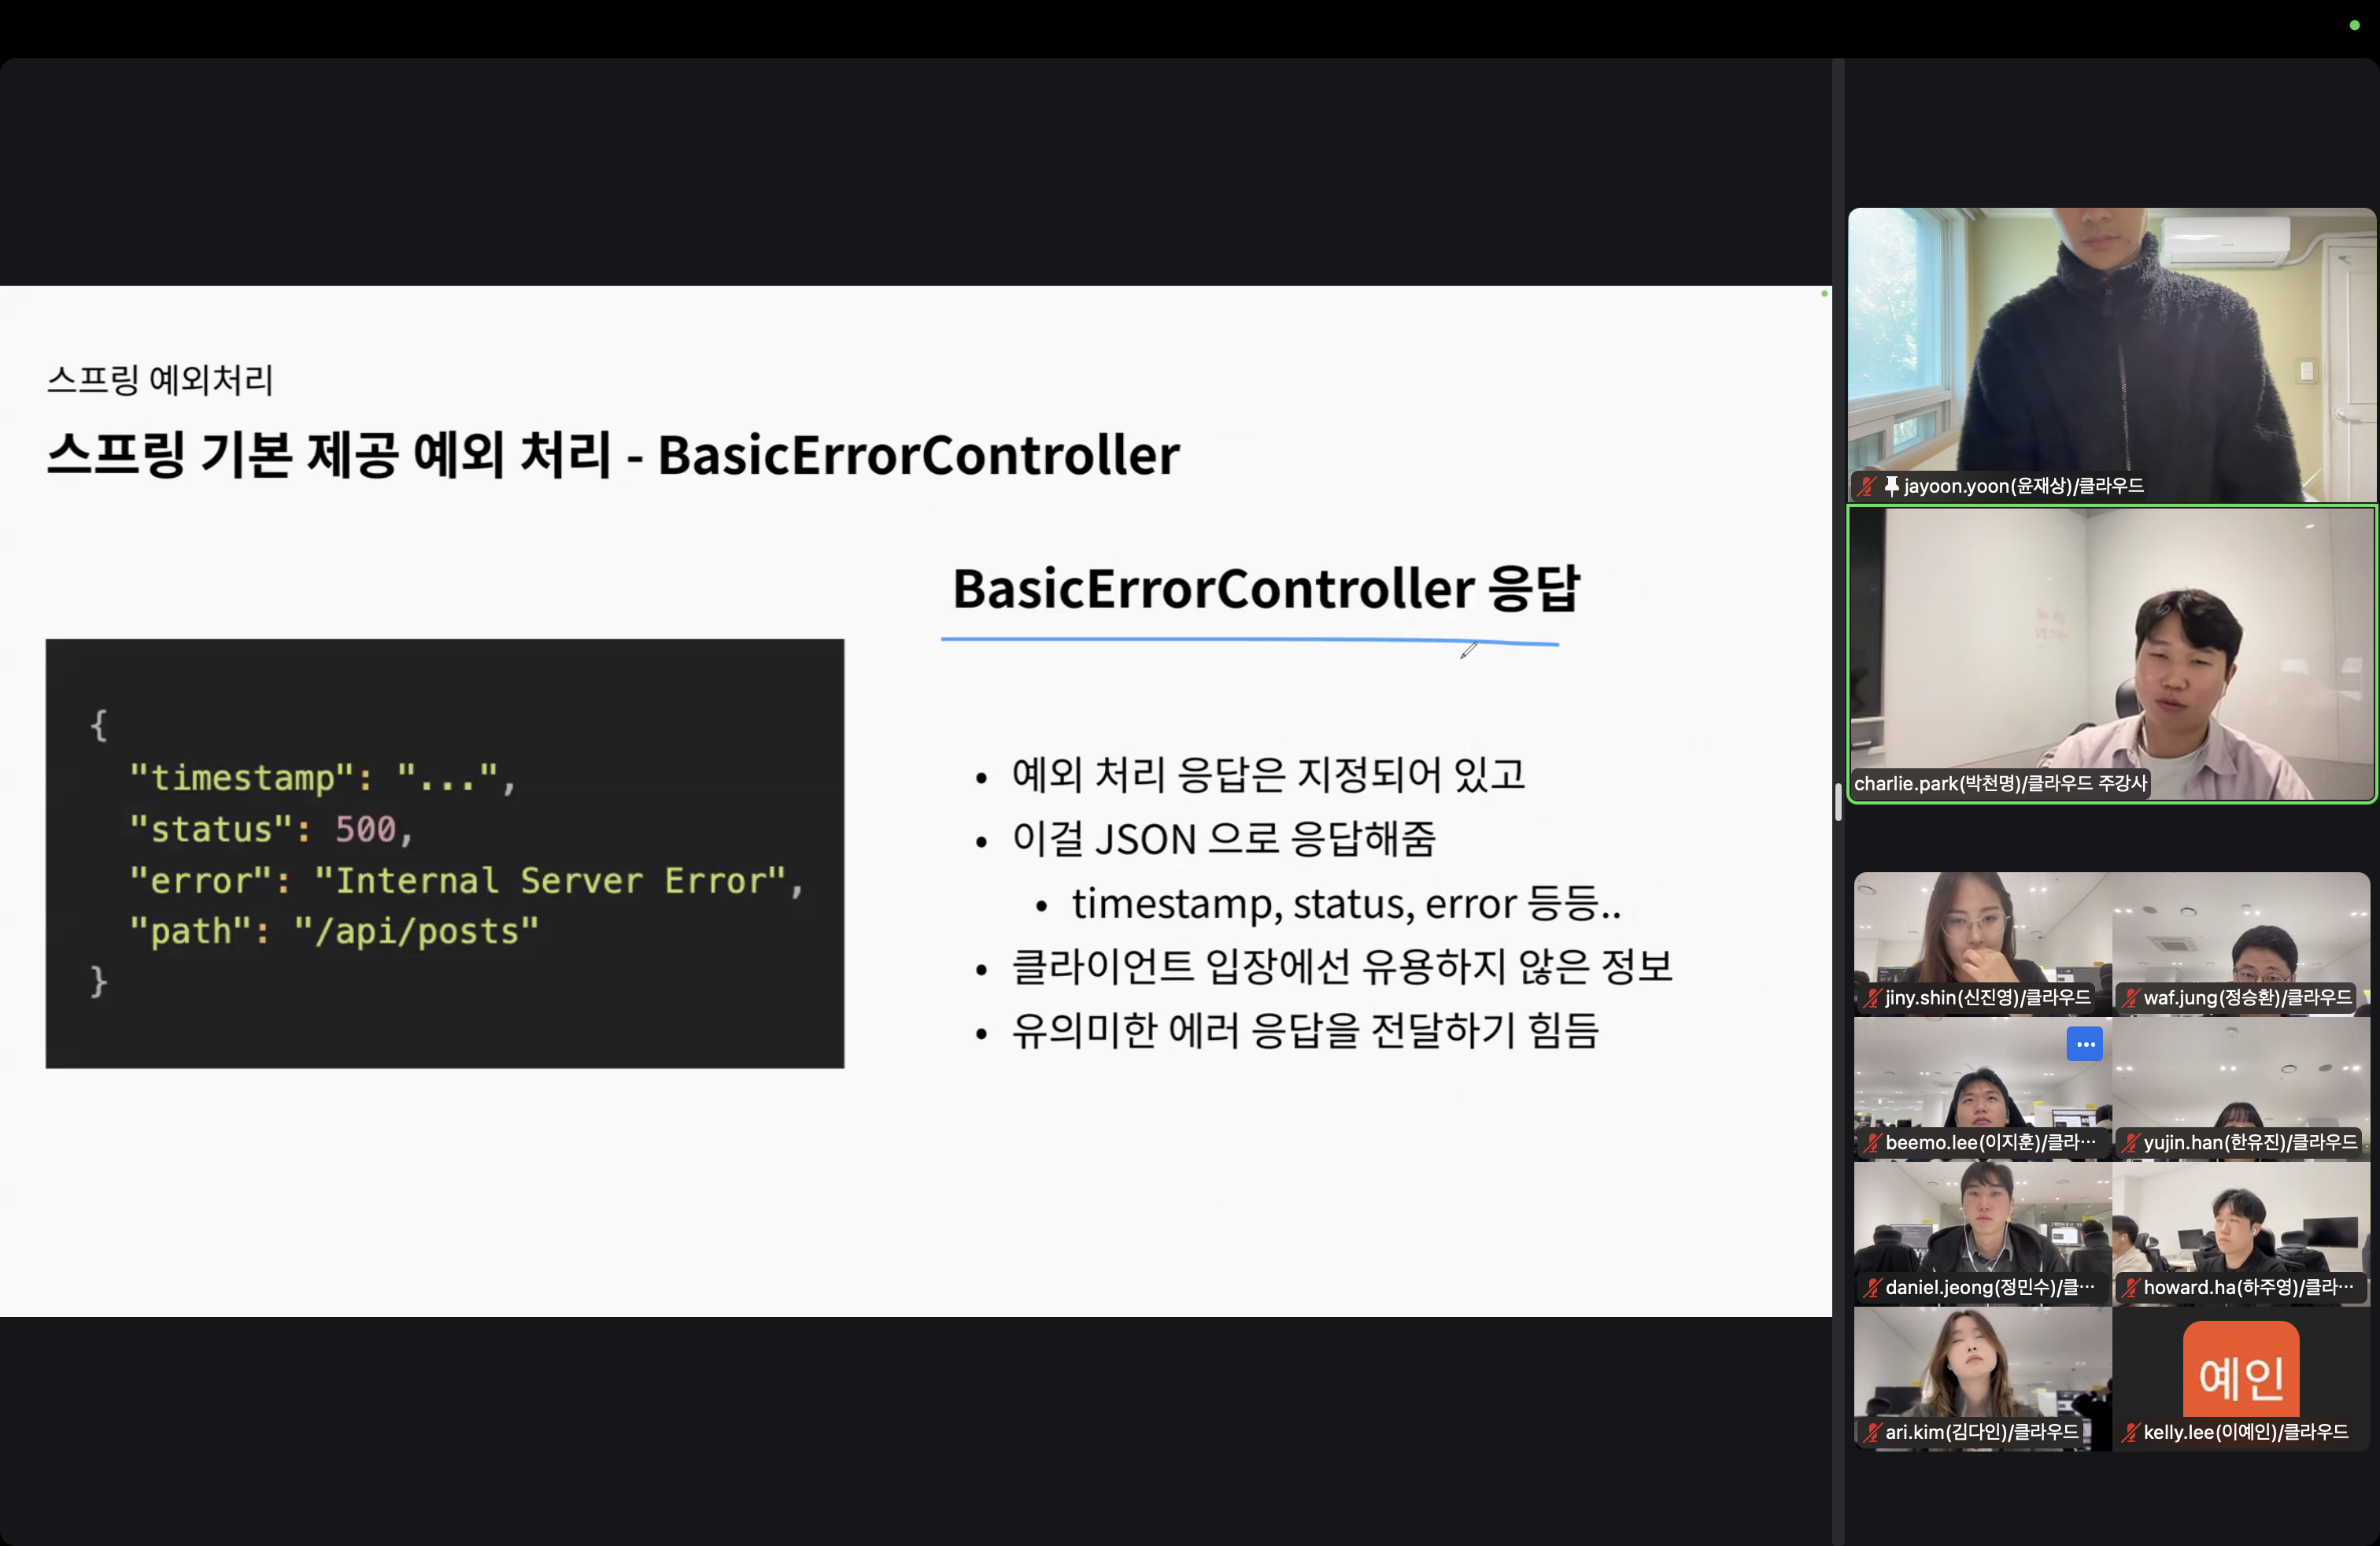 스프링 예외처리
스프링 기본 제공 예외 처리 - BasicErrorController
{
"timestamp": "...",
"status": 500,
"error": "Internal Server Error",
"path": "/api/posts"
}
BasicErrorController 응답
• 예외 처리 응답은 지정되어 있고
• 이걸 JSON 으로 응답해줌
• timestamp, status, error 등등..
• 클라이언트 입장에선 유용하지 않은 정보
• 유의미한 에러 응답을 전달하기 힘듬
jayoon.yoon(윤재상)/클라우드
charlie.park(박천명)/클라우드 주강사
jiny.shin(신진영)/클라우드
waf.jung(정승환)/클라우드
beemo.lee(이지훈)/클라…
yujin.han(한유진)/클라우드
daniel.jeong(정민수)/클…
howard.ha(하주영)/클라…
ari.kim(김다인)/클라우드
예인
kelly.lee(이예인)/클라우드